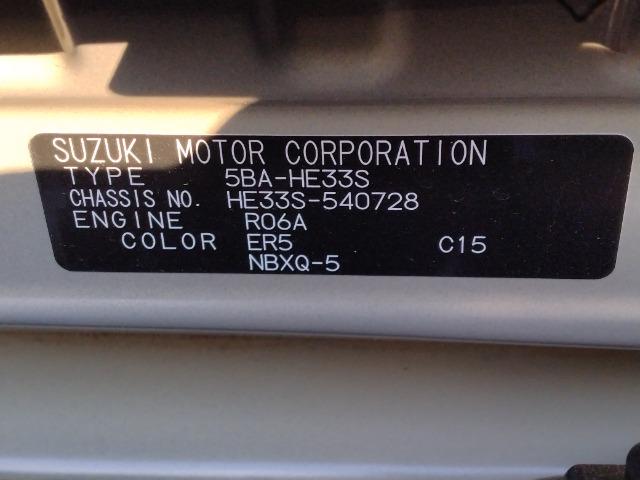 SUZUKI MOTOR CORPORATION
TYPE 5BA-HE33S
CHASSIS NO. HE33S-540728
ENGINE R06A
COLOR ER5 C15
NBXQ-5